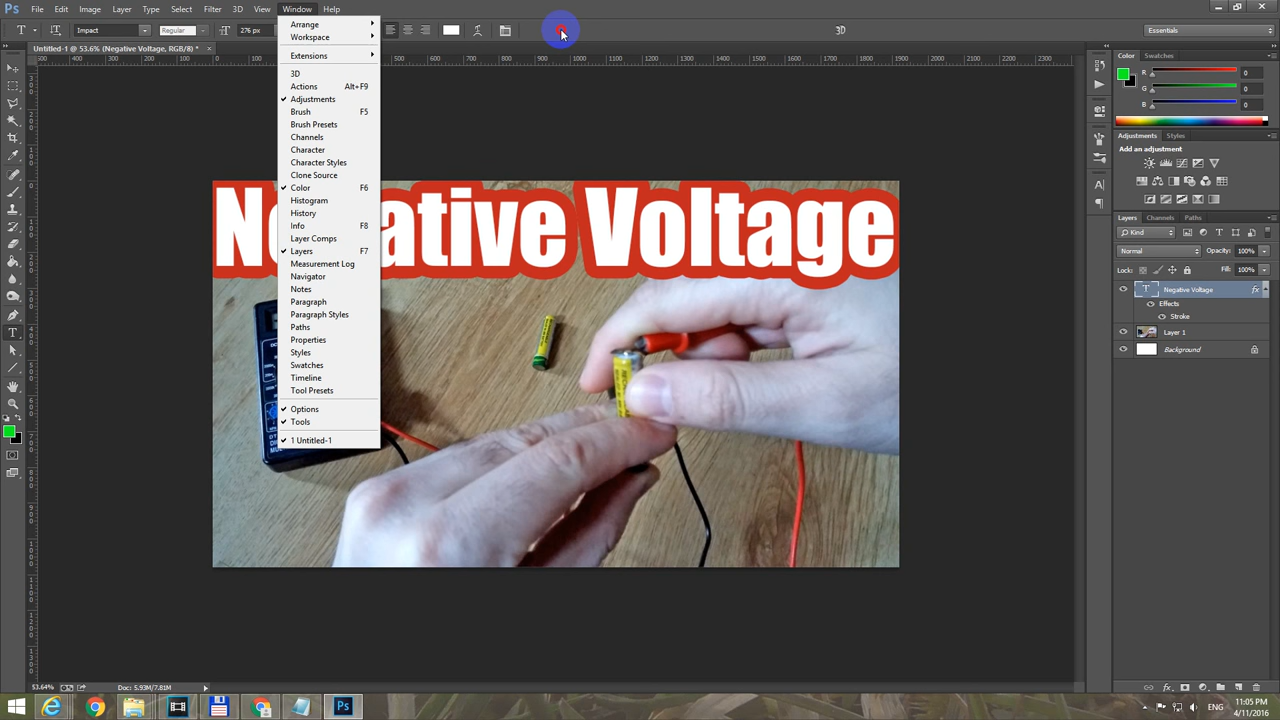 Ps File Edit Image Layer Type Select Filter 3D View Window Help
Impact Regular 276 px 3D Essentials
Untitled-1 @ 53.6% (Negative Voltage, RGB/8) *
Arrange
Workspace
Extensions
3D
Actions Alt+F9
Adjustments
Brush F5
Brush Presets
Channels
Character
Character Styles
Clone Source
Color F6
Histogram
History
Info F8
Layer Comps
Layers F7
Measurement Log
Navigator
Notes
Paragraph
Paragraph Styles
Paths
Properties
Styles
Swatches
Timeline
Tool Presets
Options
Tools
1 Untitled-1
Negative Voltage
Color Swatches
R 0
G 0
B 0
Adjustments Styles
Add an adjustment
Layers Channels Paths
Kind
Normal Opacity: 100%
Lock: Fill: 100%
Negative Voltage fx
Effects
Stroke
Layer 1
Background
53.64% Doc: 5.93M/7.81M
ENG 11:05 PM
4/11/2016